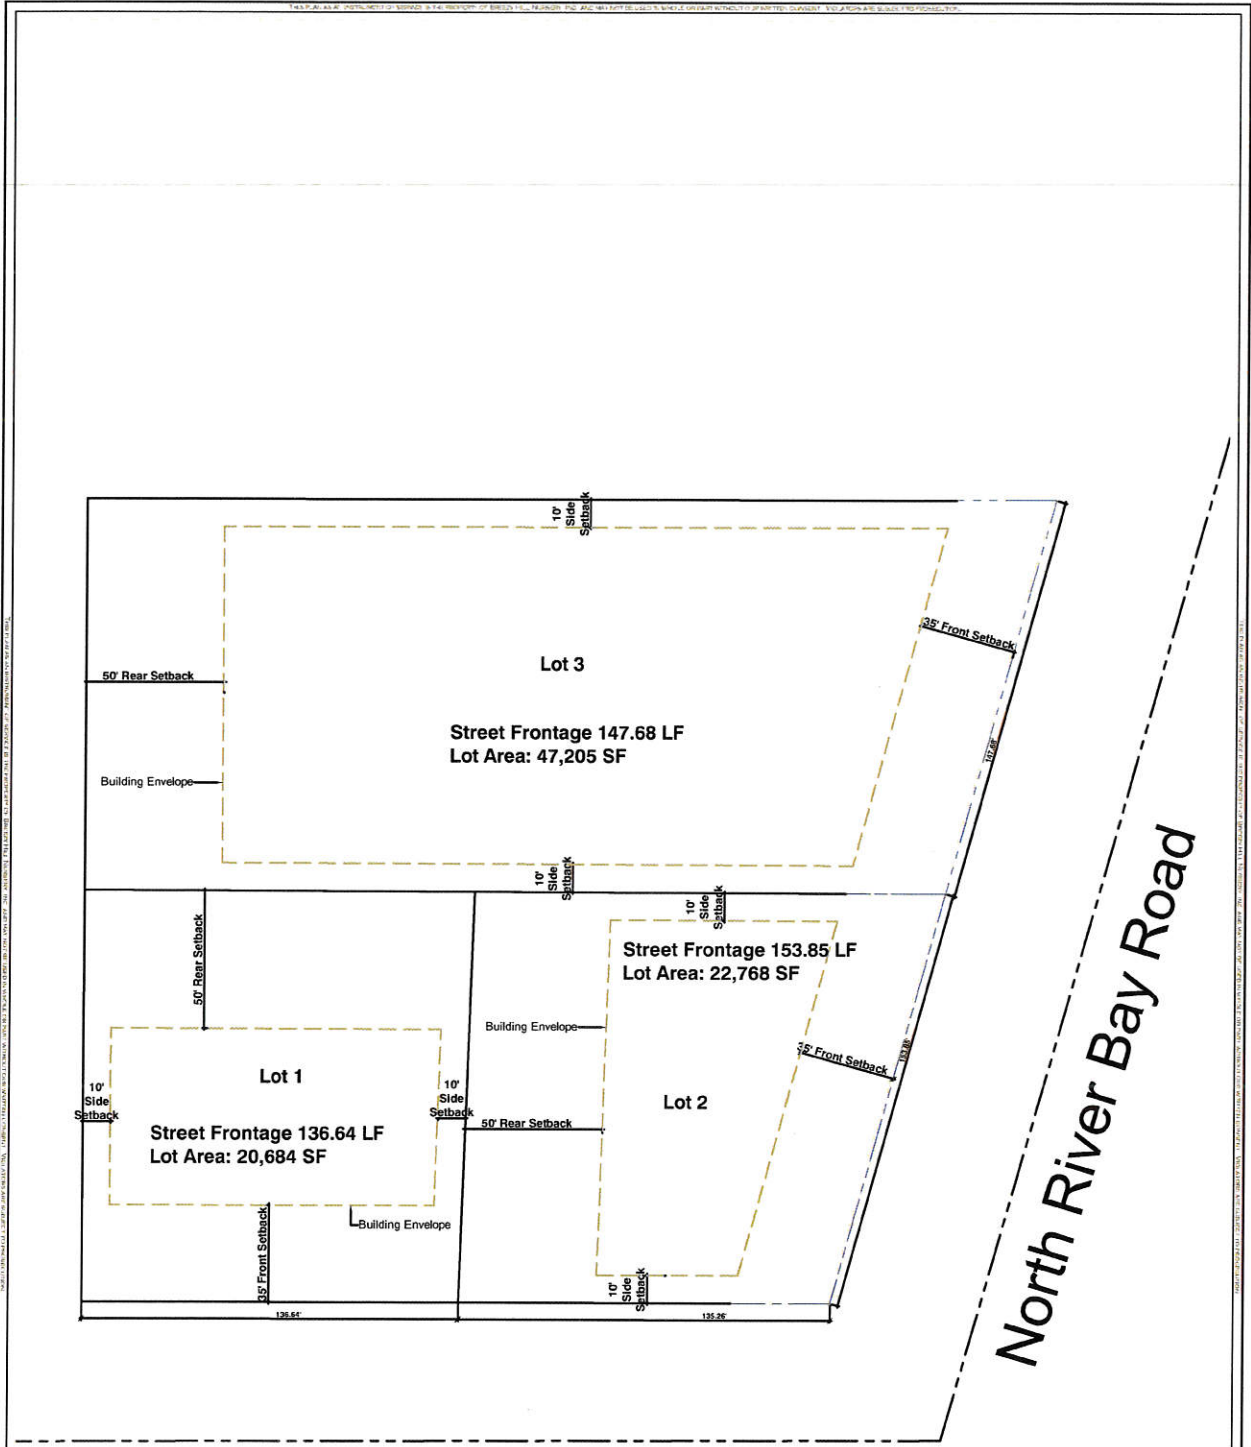 10'
Side
Setback
35' Front Setback
Lot 3
50' Rear Setback
Street Frontage 147.68 LF
Lot Area: 47,205 SF
147.68'
Building Envelope
10'
Side
Setback
10'
Side
Setback
50' Rear Setback
Street Frontage 153.85 LF
Lot Area: 22,768 SF
Building Envelope
35' Front Setback
153.85'
Lot 1
10'
Side
Setback
10'
Side
Setback
Lot 2
50' Rear Setback
Street Frontage 136.64 LF
Lot Area: 20,684 SF
Building Envelope
35' Front Setback
10'
Side
Setback
136.64'
135.26'
North River Bay Road